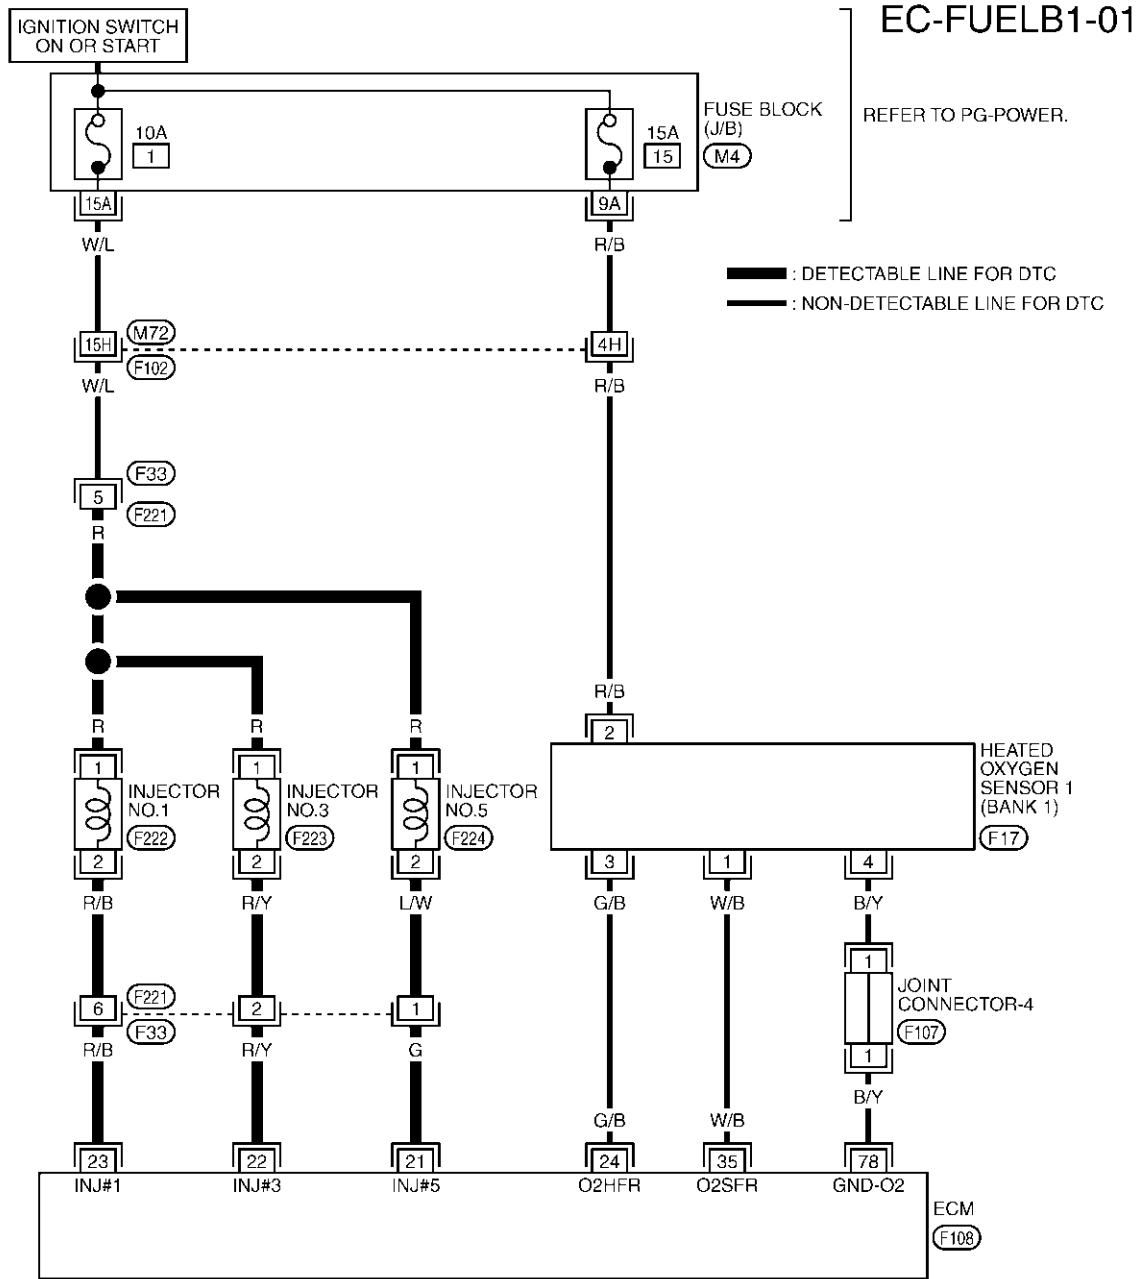 EC-FUELB1-01
IGNITION SWITCH
ON OR START
FUSE BLOCK
(J/B)
M4
REFER TO PG-POWER.
10A
1
15A
15
15A
9A
W/L
R/B
: DETECTABLE LINE FOR DTC
: NON-DETECTABLE LINE FOR DTC
15H
M72
F102
4H
W/L
R/B
F33
5
F221
R
R/B
2
R
R
R
1
1
1
INJECTOR
NO.1
F222
INJECTOR
NO.3
F223
INJECTOR
NO.5
F224
HEATED
OXYGEN
SENSOR 1
(BANK 1)
F17
2
2
2
3
1
4
R/B
R/Y
L/W
G/B
W/B
B/Y
1
JOINT
CONNECTOR-4
F107
1
6
F221
F33
2
1
R/B
R/Y
G
B/Y
G/B
W/B
23
22
21
24
35
78
INJ#1
INJ#3
INJ#5
O2HFR
O2SFR
GND-O2
ECM
F108